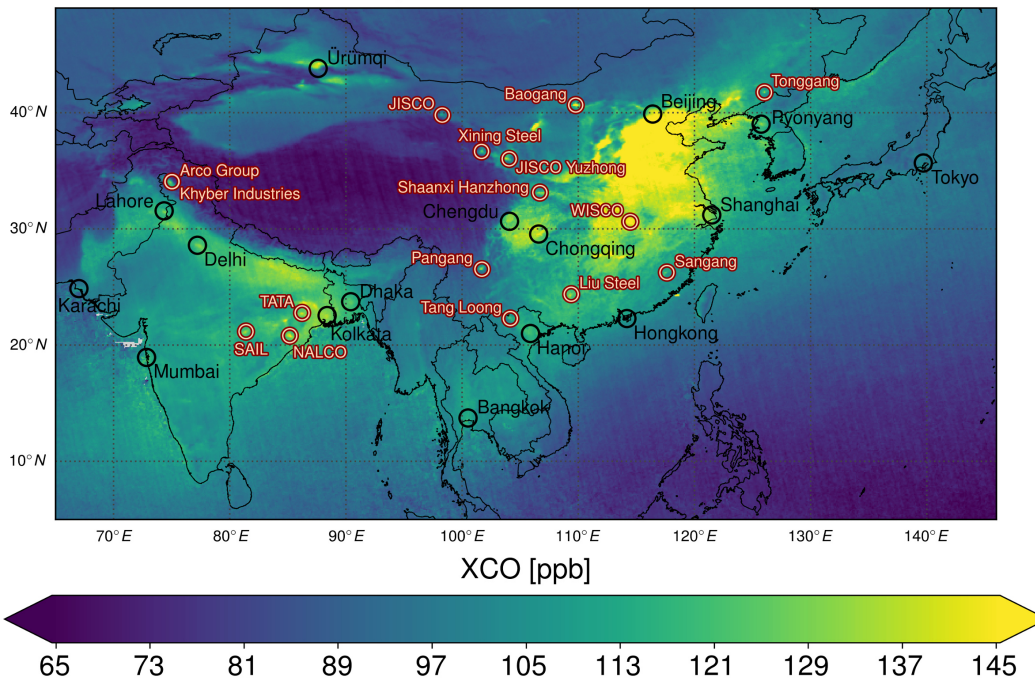 Ürümqi
Tonggang
40°N
JISCO
Baogang
Beijing
Pyonyang
Xining Steel
JISCO Yuzhong
Arco Group
Khyber Industries
Tokyo
Shaanxi Hanzhong
Lahore
Chengdu
WISCO
Shanghai
30°N
Delhi
Chongqing
Pangang
Sangang
Karachi
Dhaka
Liu Steel
TATA
Tang Loong
Kolkata
Hongkong
20°N
SAIL
NALCO
Hanoi
Mumbai
Bangkok
10°N
70°E 80°E 90°E 100°E 110°E 120°E 130°E 140°E
XCO [ppb]
65 73 81 89 97 105 113 121 129 137 145